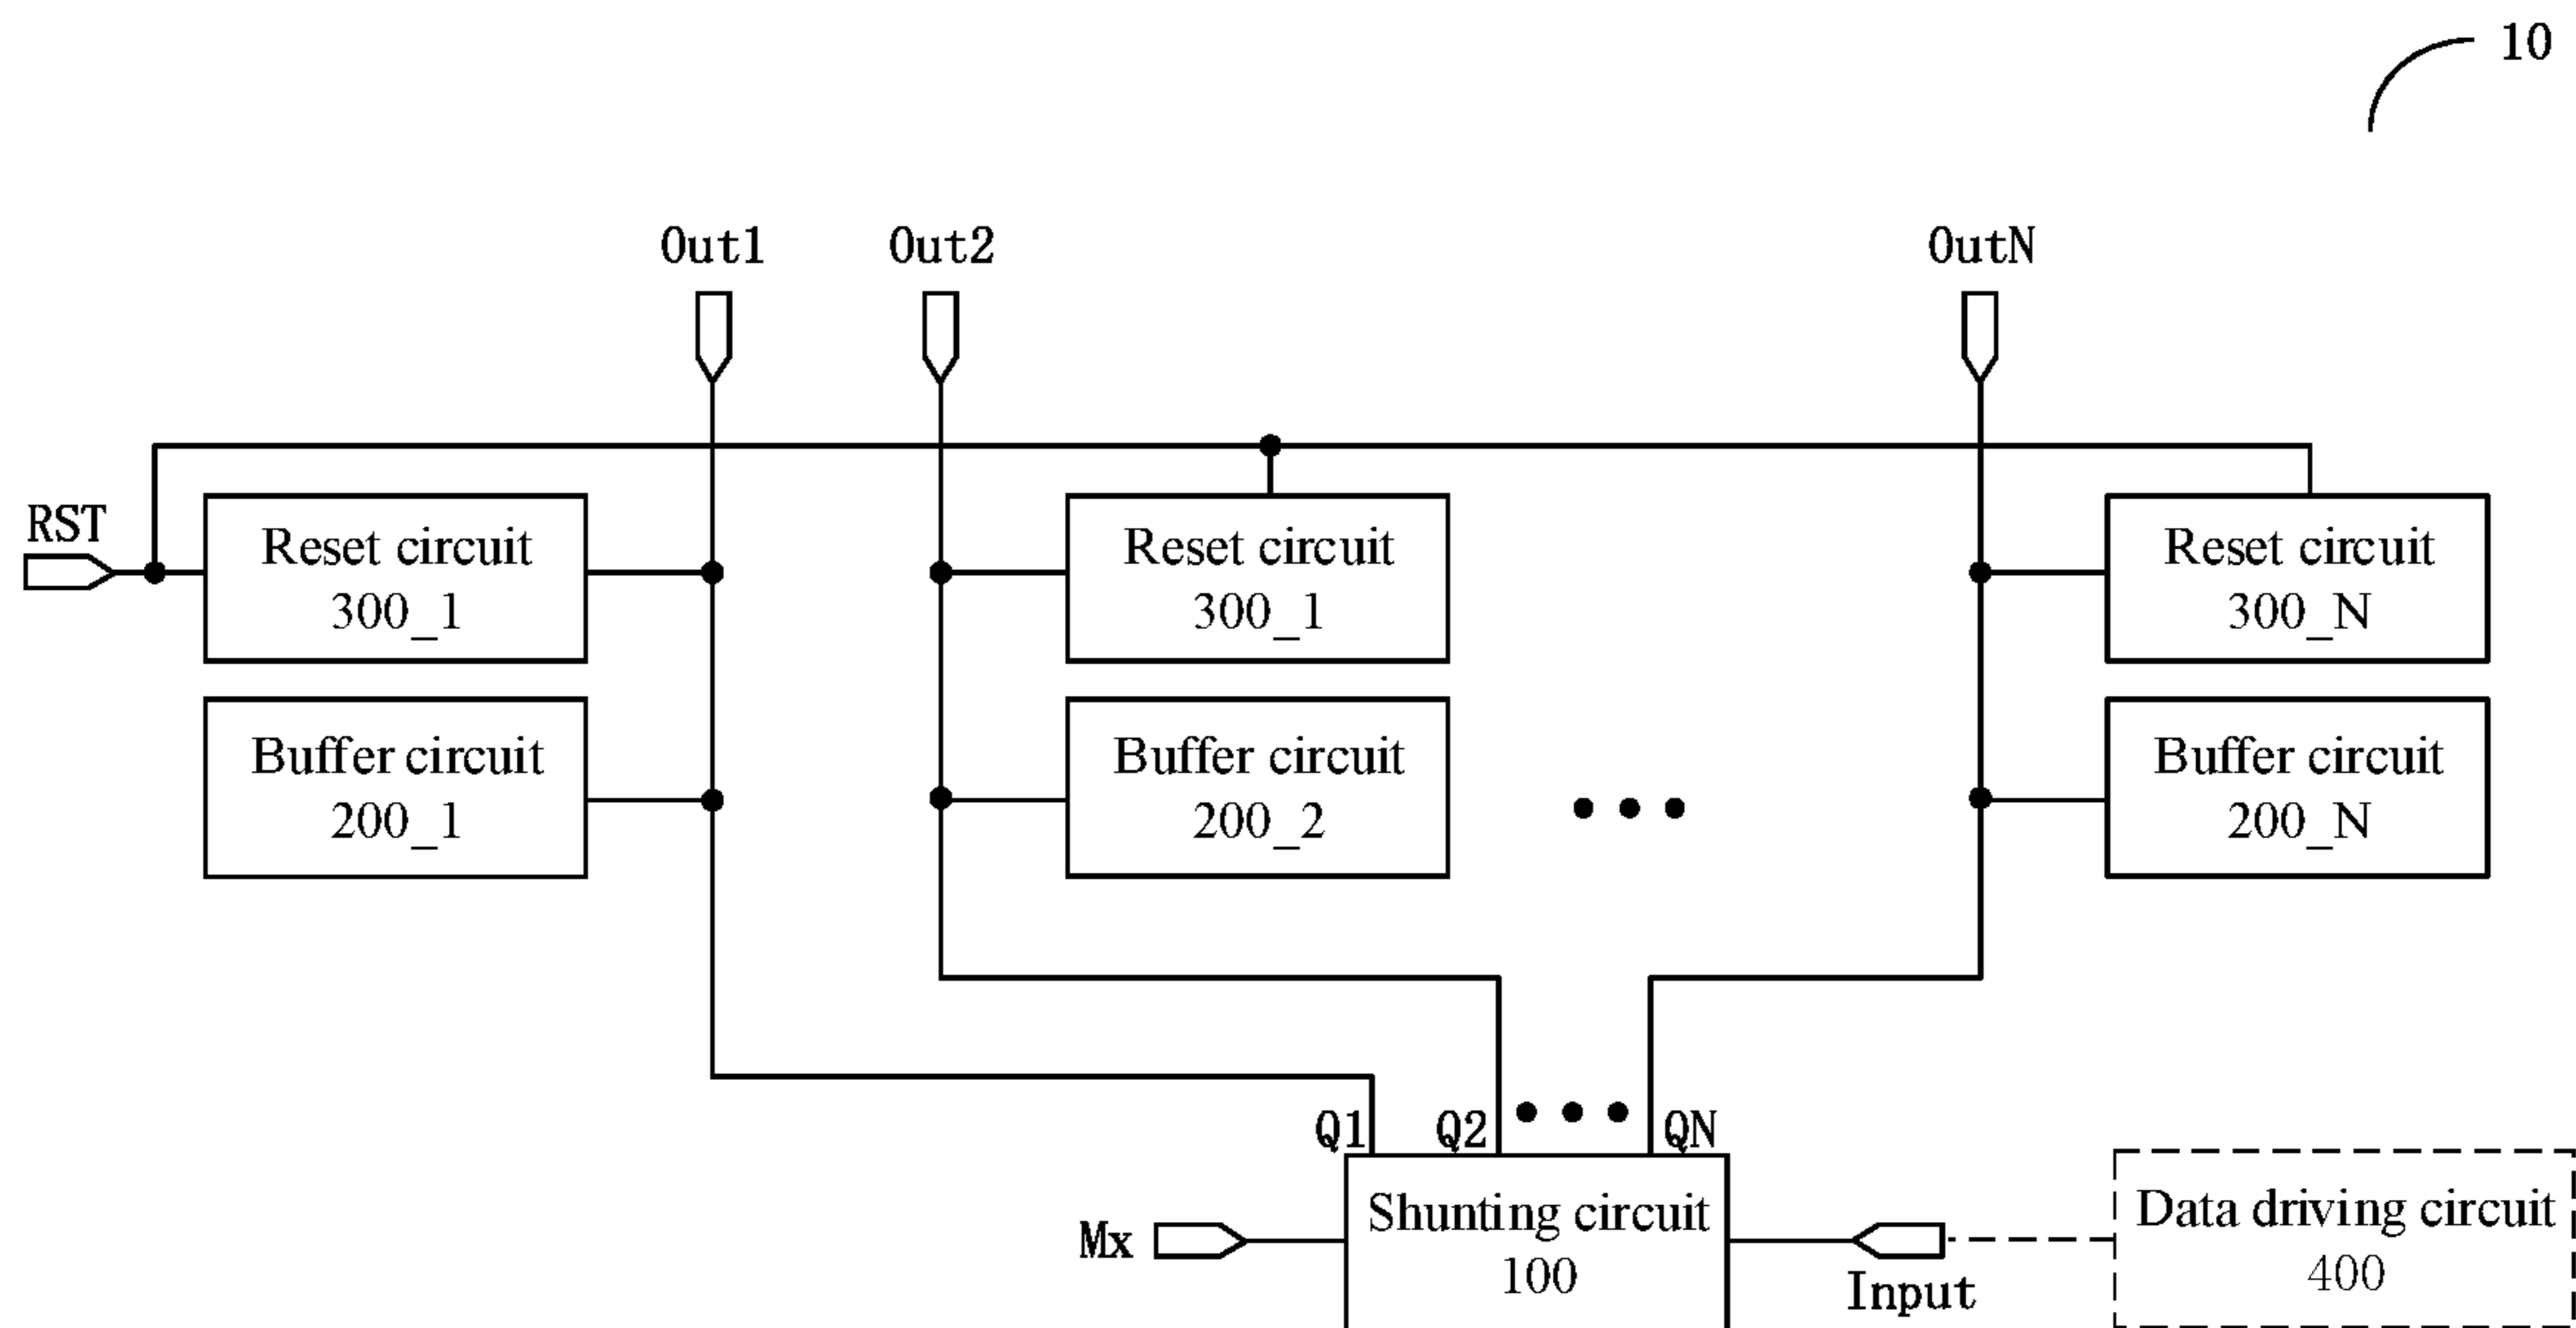 10
Out1
Out2
OutN
RST
Reset circuit
300_1
Reset circuit
300_1
Reset circuit
300_N
Buffer circuit
200_1
Buffer circuit
200_2
Buffer circuit
200_N
Q1
Q2
QN
Mx
Shunting circuit
100
Input
Data driving circuit
400